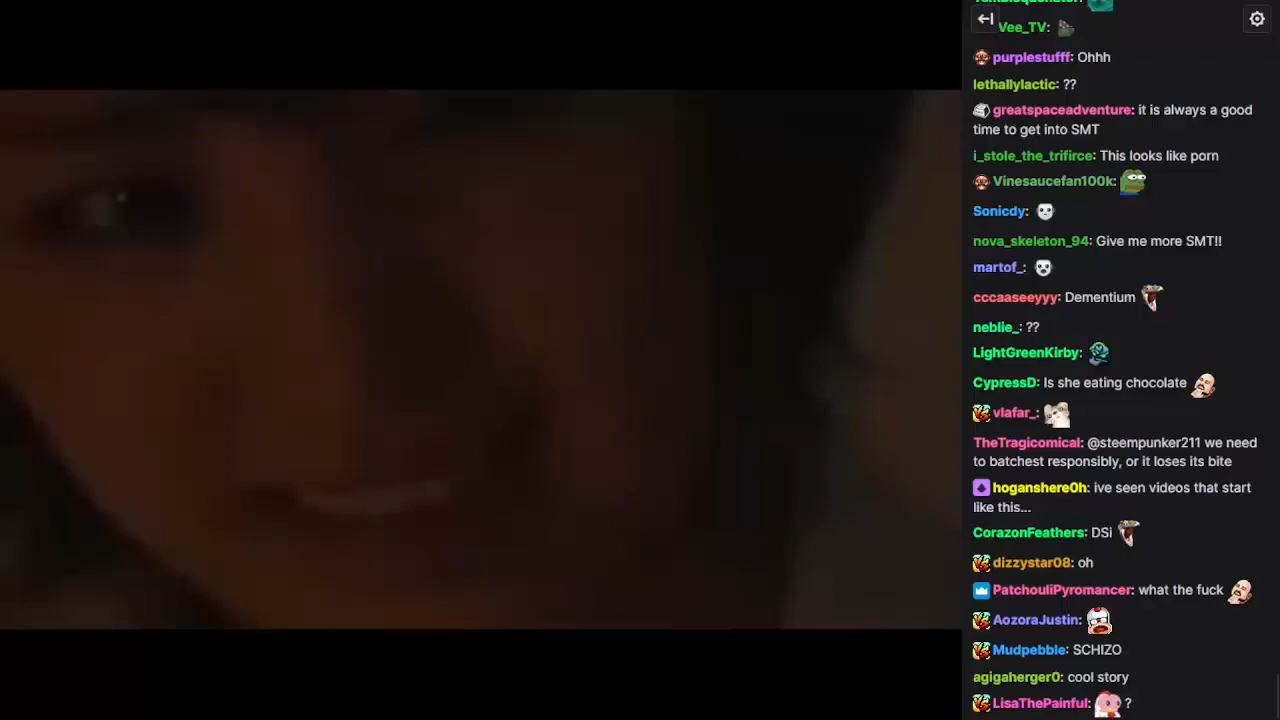 Vee_TV:
purplestufff: Ohhh
lethallylactic: ??
greatspaceadventure: it is always a good
time to get into SMT
i_stole_the_trifirce: This looks like porn
Vinesaucefan100k:
Sonicdy:
nova_skeleton_94: Give me more SMT!!
martof_:
cccaaseeyyy: Dementium
neblie_: ??
LightGreenKirby:
CypressD: Is she eating chocolate
vlafar_:
TheTragicomical: @steempunker211 we need
to batchest responsibly, or it loses its bite
hoganshere0h: ive seen videos that start
like this...
CorazonFeathers: DSi
dizzystar08: oh
PatchouliPyromancer: what the fuck
AozoraJustin:
Mudpebble: SCHIZO
agigaherger0: cool story
LisaThePainful: ?